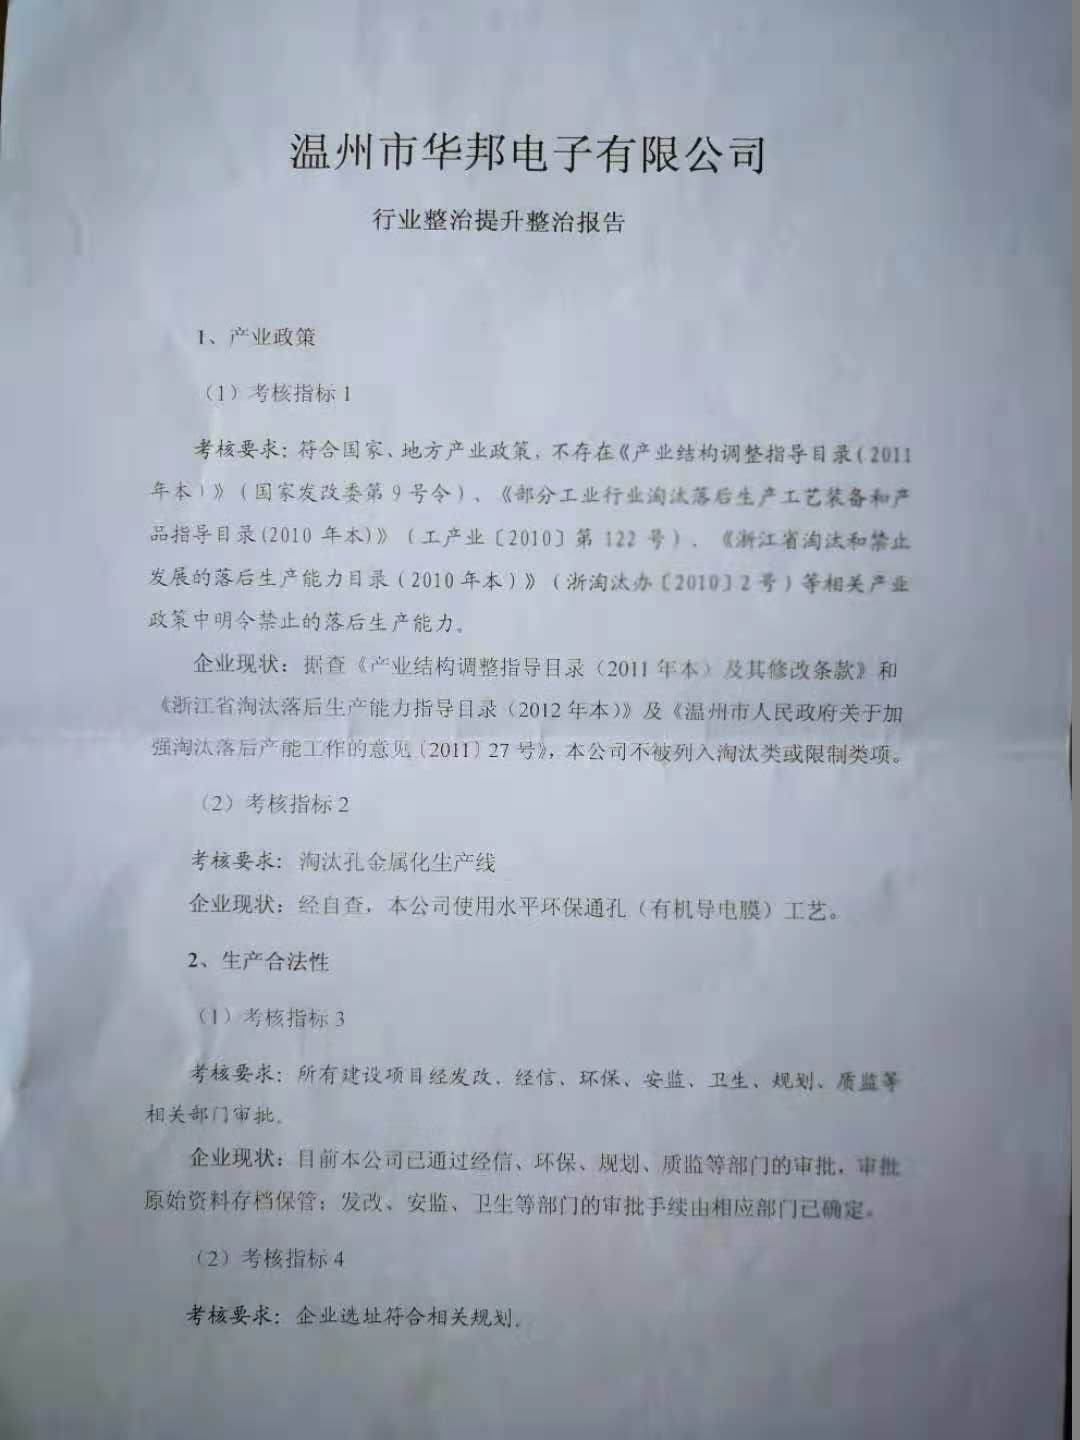 温州市华邦电子有限公司
行业整治提升整治报告
1、产业政策
（1）考核指标 1
考核要求：符合国家、地方产业政策，不存在《产业结构调整指导目录（2011
年本）》（国家发改委第 9 号令）、《部分工业行业淘汰落后生产工艺装备和产
品指导目录(2010 年本)》（工产业〔2010〕第 122 号）、《浙江省淘汰和禁止
发展的落后生产能力目录（2010 年本）》（浙淘汰办〔2010〕2 号）等相关产业
政策中明令禁止的落后生产能力。
企业现状：据查《产业结构调整指导目录（2011 年本）及其修改条款》和
《浙江省淘汰落后生产能力指导目录（2012 年本）》及《温州市人民政府关于加
强淘汰落后产能工作的意见〔2011〕27 号》，本公司不被列入淘汰类或限制类项。
（2）考核指标 2
考核要求：淘汰孔金属化生产线
企业现状：经自查，本公司使用水平环保通孔（有机导电膜）工艺。
2、生产合法性
（1）考核指标 3
考核要求：所有建设项目经发改、经信、环保、安监、卫生、规划、质监等
相关部门审批。
企业现状：目前本公司已通过经信、环保、规划、质监等部门的审批，审批
原始资料存档保管；发改、安监、卫生等部门的审批手续由相应部门已确定。
（2）考核指标 4
考核要求：企业选址符合相关规划。